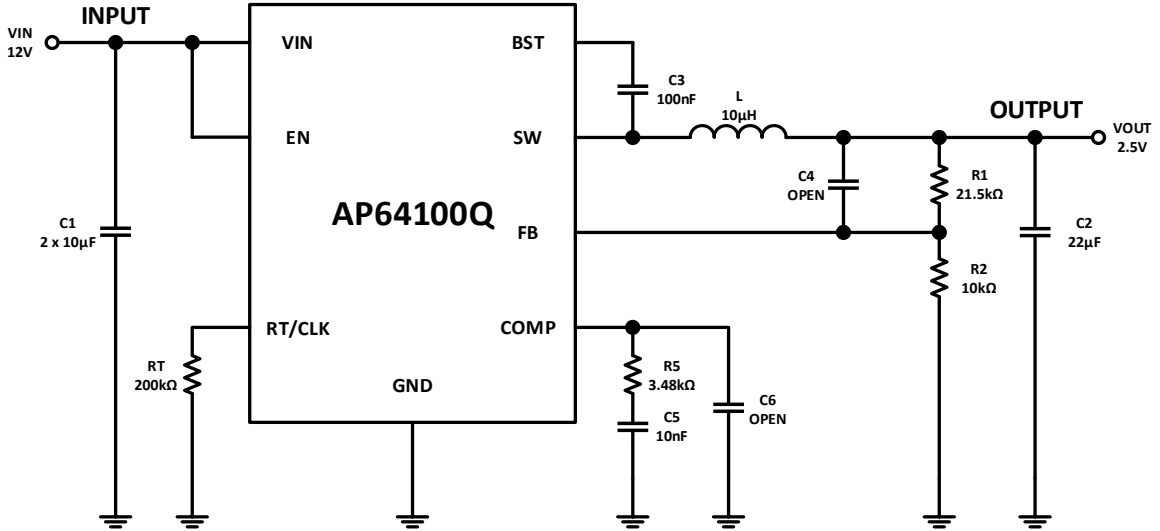 INPUT
VIN
12V
C1
2 x 10µF
VIN
EN
RT/CLK
RT
200kΩ
AP64100Q
GND
BST
SW
FB
COMP
C3
100nF
L
10µH
C4
OPEN
R1
21.5kΩ
R2
10kΩ
OUTPUT
VOUT
2.5V
C2
22µF
R5
3.48kΩ
C5
10nF
C6
OPEN